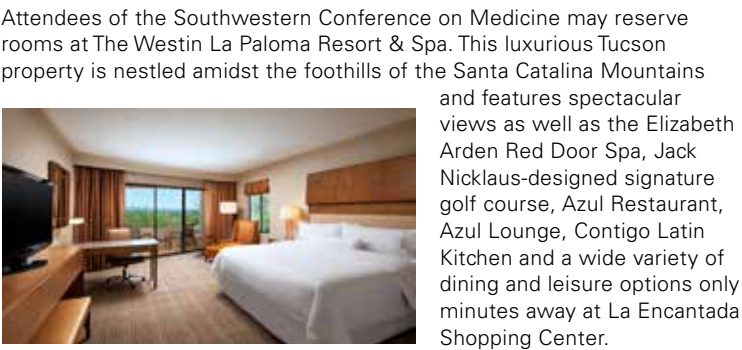 Attendees of the Southwestern Conference on Medicine may reserve
rooms at The Westin La Paloma Resort & Spa. This luxurious Tucson
property is nestled amidst the foothills of the Santa Catalina Mountains
and features spectacular
views as well as the Elizabeth
Arden Red Door Spa, Jack
Nicklaus-designed signature
golf course, Azul Restaurant,
Azul Lounge, Contigo Latin
Kitchen and a wide variety of
dining and leisure options only
minutes away at La Encantada
Shopping Center.